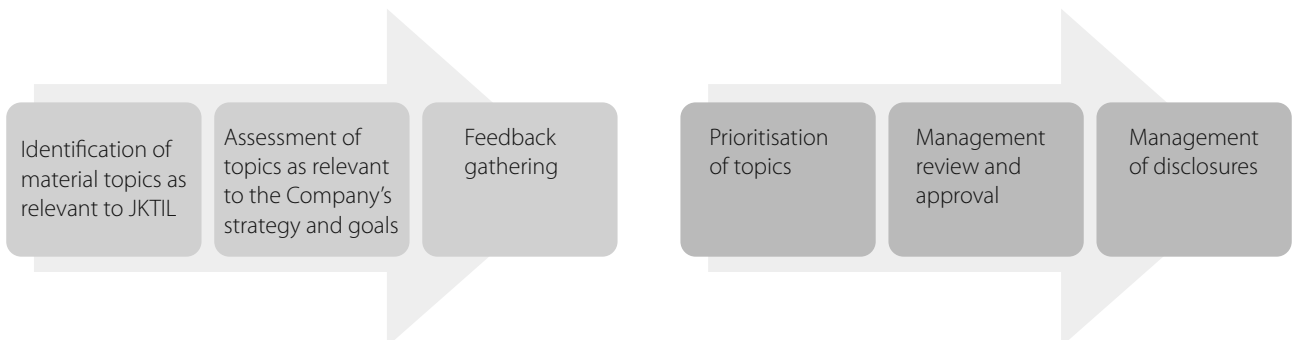 Identification of
material topics as
relevant to JKTIL
Assessment of
topics as relevant
to the Company's
strategy and goals
Feedback
gathering
Prioritisation
of topics
Management
review and
approval
Management
of disclosures